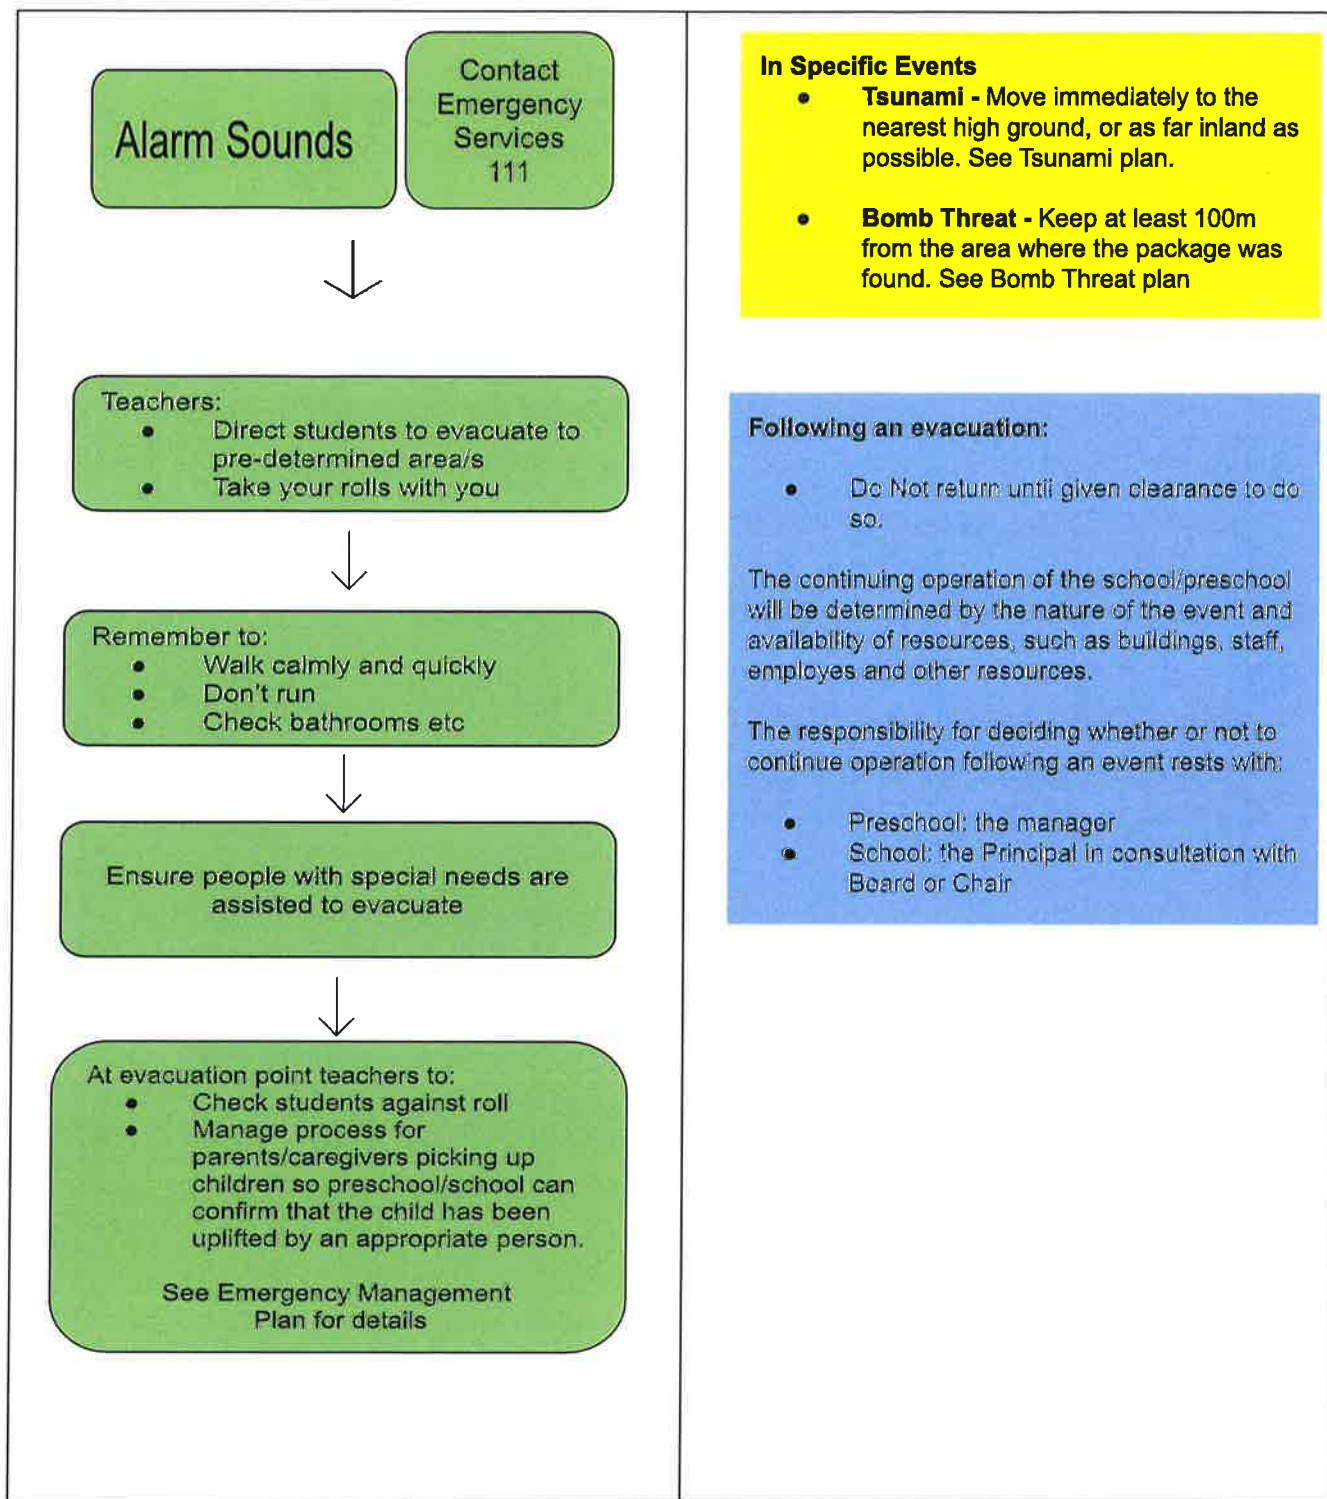 Alarm Sounds
Contact
Emergency
Services
111
Teachers:
● Direct students to evacuate to
pre-determined area/s
● Take your rolls with you
Remember to:
● Walk calmly and quickly
● Don't run
● Check bathrooms etc
Ensure people with special needs are
assisted to evacuate
At evacuation point teachers to:
● Check students against roll
● Manage process for
parents/caregivers picking up
children so preschool/school can
confirm that the child has been
uplifted by an appropriate person.
See Emergency Management
Plan for details
In Specific Events
● Tsunami - Move immediately to the
nearest high ground, or as far inland as
possible. See Tsunami plan.
● Bomb Threat - Keep at least 100m
from the area where the package was
found. See Bomb Threat plan
Following an evacuation:
● Do Not return until given clearance to do
so.
The continuing operation of the school/preschool
will be determined by the nature of the event and
availability of resources, such as buildings, staff,
employes and other resources.
The responsibility for deciding whether or not to
continue operation following an event rests with:
● Preschool: the manager
● School: the Principal in consultation with
Board or Chair